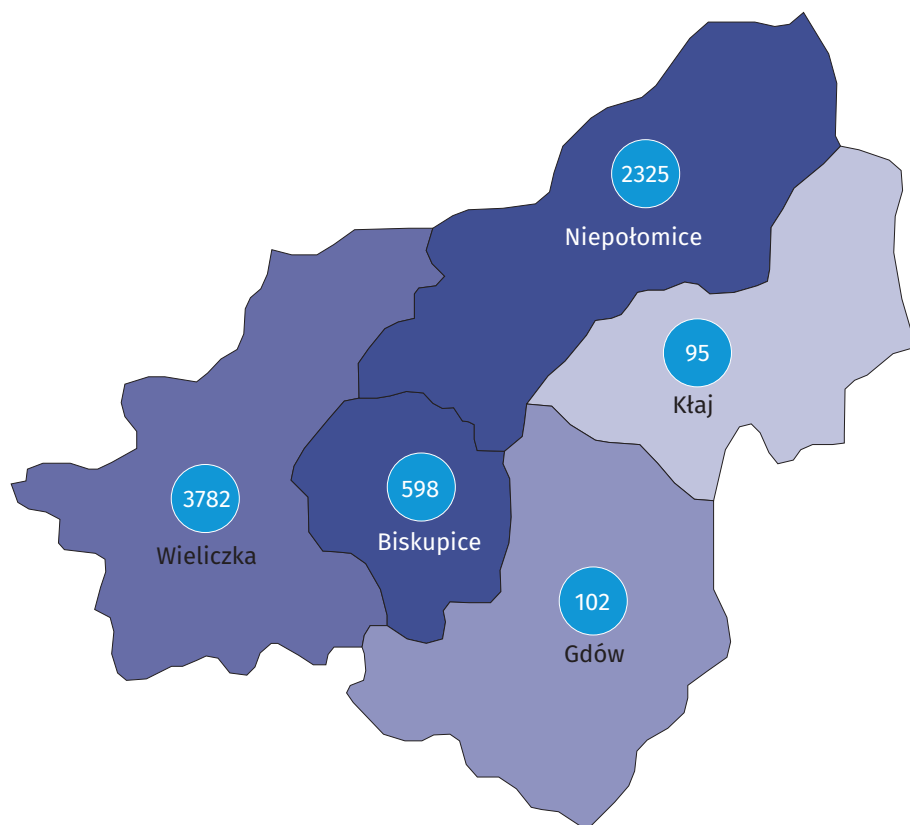 2325
Niepołomice
95
Kłaj
3782
Wieliczka
598
Biskupice
102
Gdów